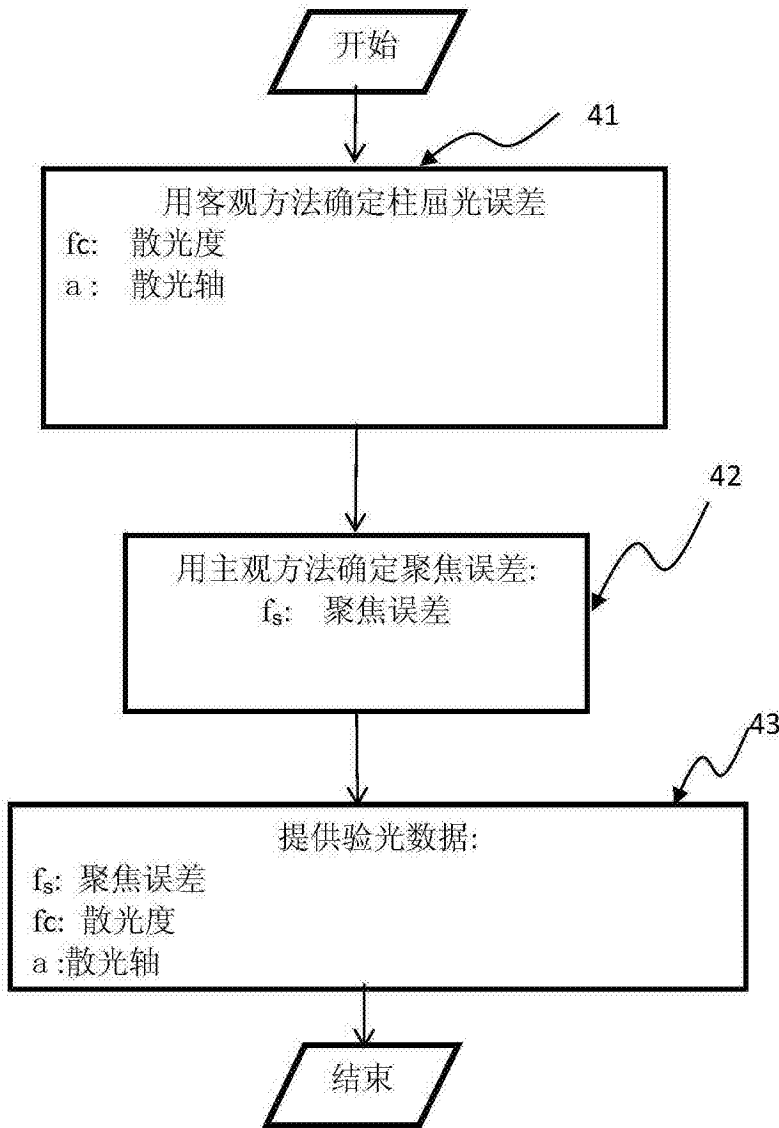 开始
41
用客观方法确定柱屈光误差
fc: 散光度
a : 散光轴
42
用主观方法确定聚焦误差:
fs: 聚焦误差
43
提供验光数据:
fs: 聚焦误差
fc: 散光度
a :散光轴
结束